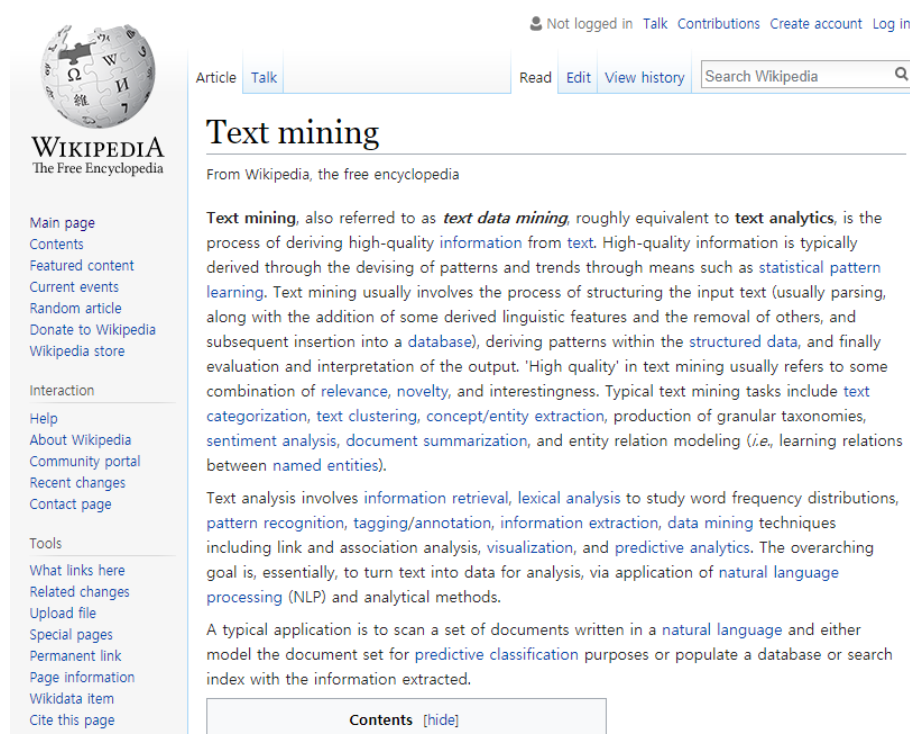 Not logged in Talk Contributions Create account Log in
Article Talk Read Edit View history Search Wikipedia
WIKIPEDIA
The Free Encyclopedia
Main page
Contents
Featured content
Current events
Random article
Donate to Wikipedia
Wikipedia store
Interaction
Help
About Wikipedia
Community portal
Recent changes
Contact page
Tools
What links here
Related changes
Upload file
Special pages
Permanent link
Page information
Wikidata item
Cite this page
Text mining
From Wikipedia, the free encyclopedia
Text mining, also referred to as text data mining, roughly equivalent to text analytics, is the
process of deriving high-quality information from text. High-quality information is typically
derived through the devising of patterns and trends through means such as statistical pattern
learning. Text mining usually involves the process of structuring the input text (usually parsing,
along with the addition of some derived linguistic features and the removal of others, and
subsequent insertion into a database), deriving patterns within the structured data, and finally
evaluation and interpretation of the output. 'High quality' in text mining usually refers to some
combination of relevance, novelty, and interestingness. Typical text mining tasks include text
categorization, text clustering, concept/entity extraction, production of granular taxonomies,
sentiment analysis, document summarization, and entity relation modeling (i.e., learning relations
between named entities).
Text analysis involves information retrieval, lexical analysis to study word frequency distributions,
pattern recognition, tagging/annotation, information extraction, data mining techniques
including link and association analysis, visualization, and predictive analytics. The overarching
goal is, essentially, to turn text into data for analysis, via application of natural language
processing (NLP) and analytical methods.
A typical application is to scan a set of documents written in a natural language and either
model the document set for predictive classification purposes or populate a database or search
index with the information extracted.
Contents [hide]